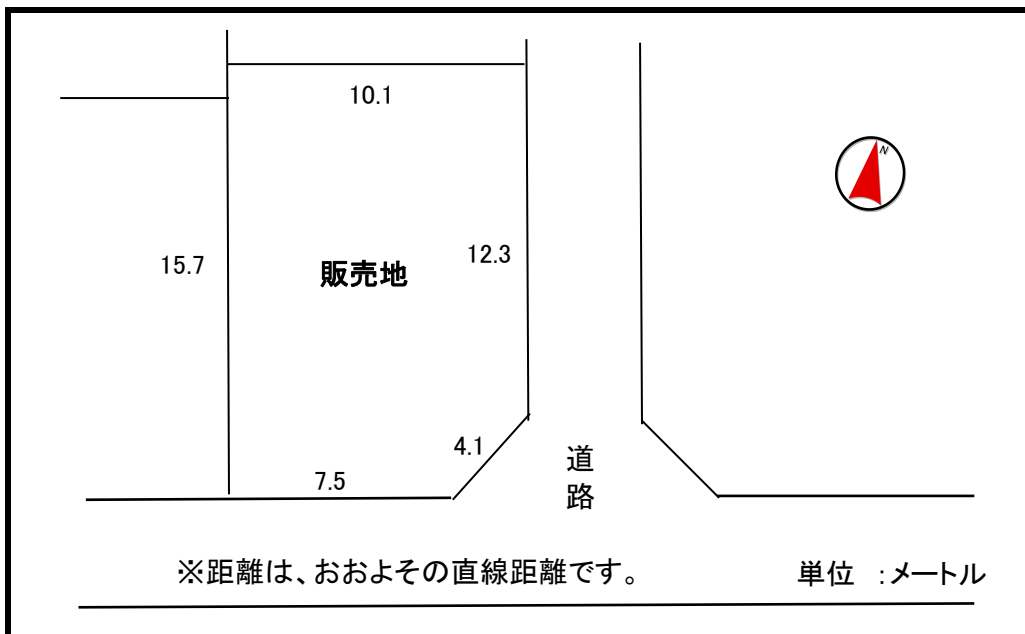 10.1
N
15.7
販売地
12.3
4.1
7.5
道
路
※距離は、おおよその直線距離です。
単位 :メートル